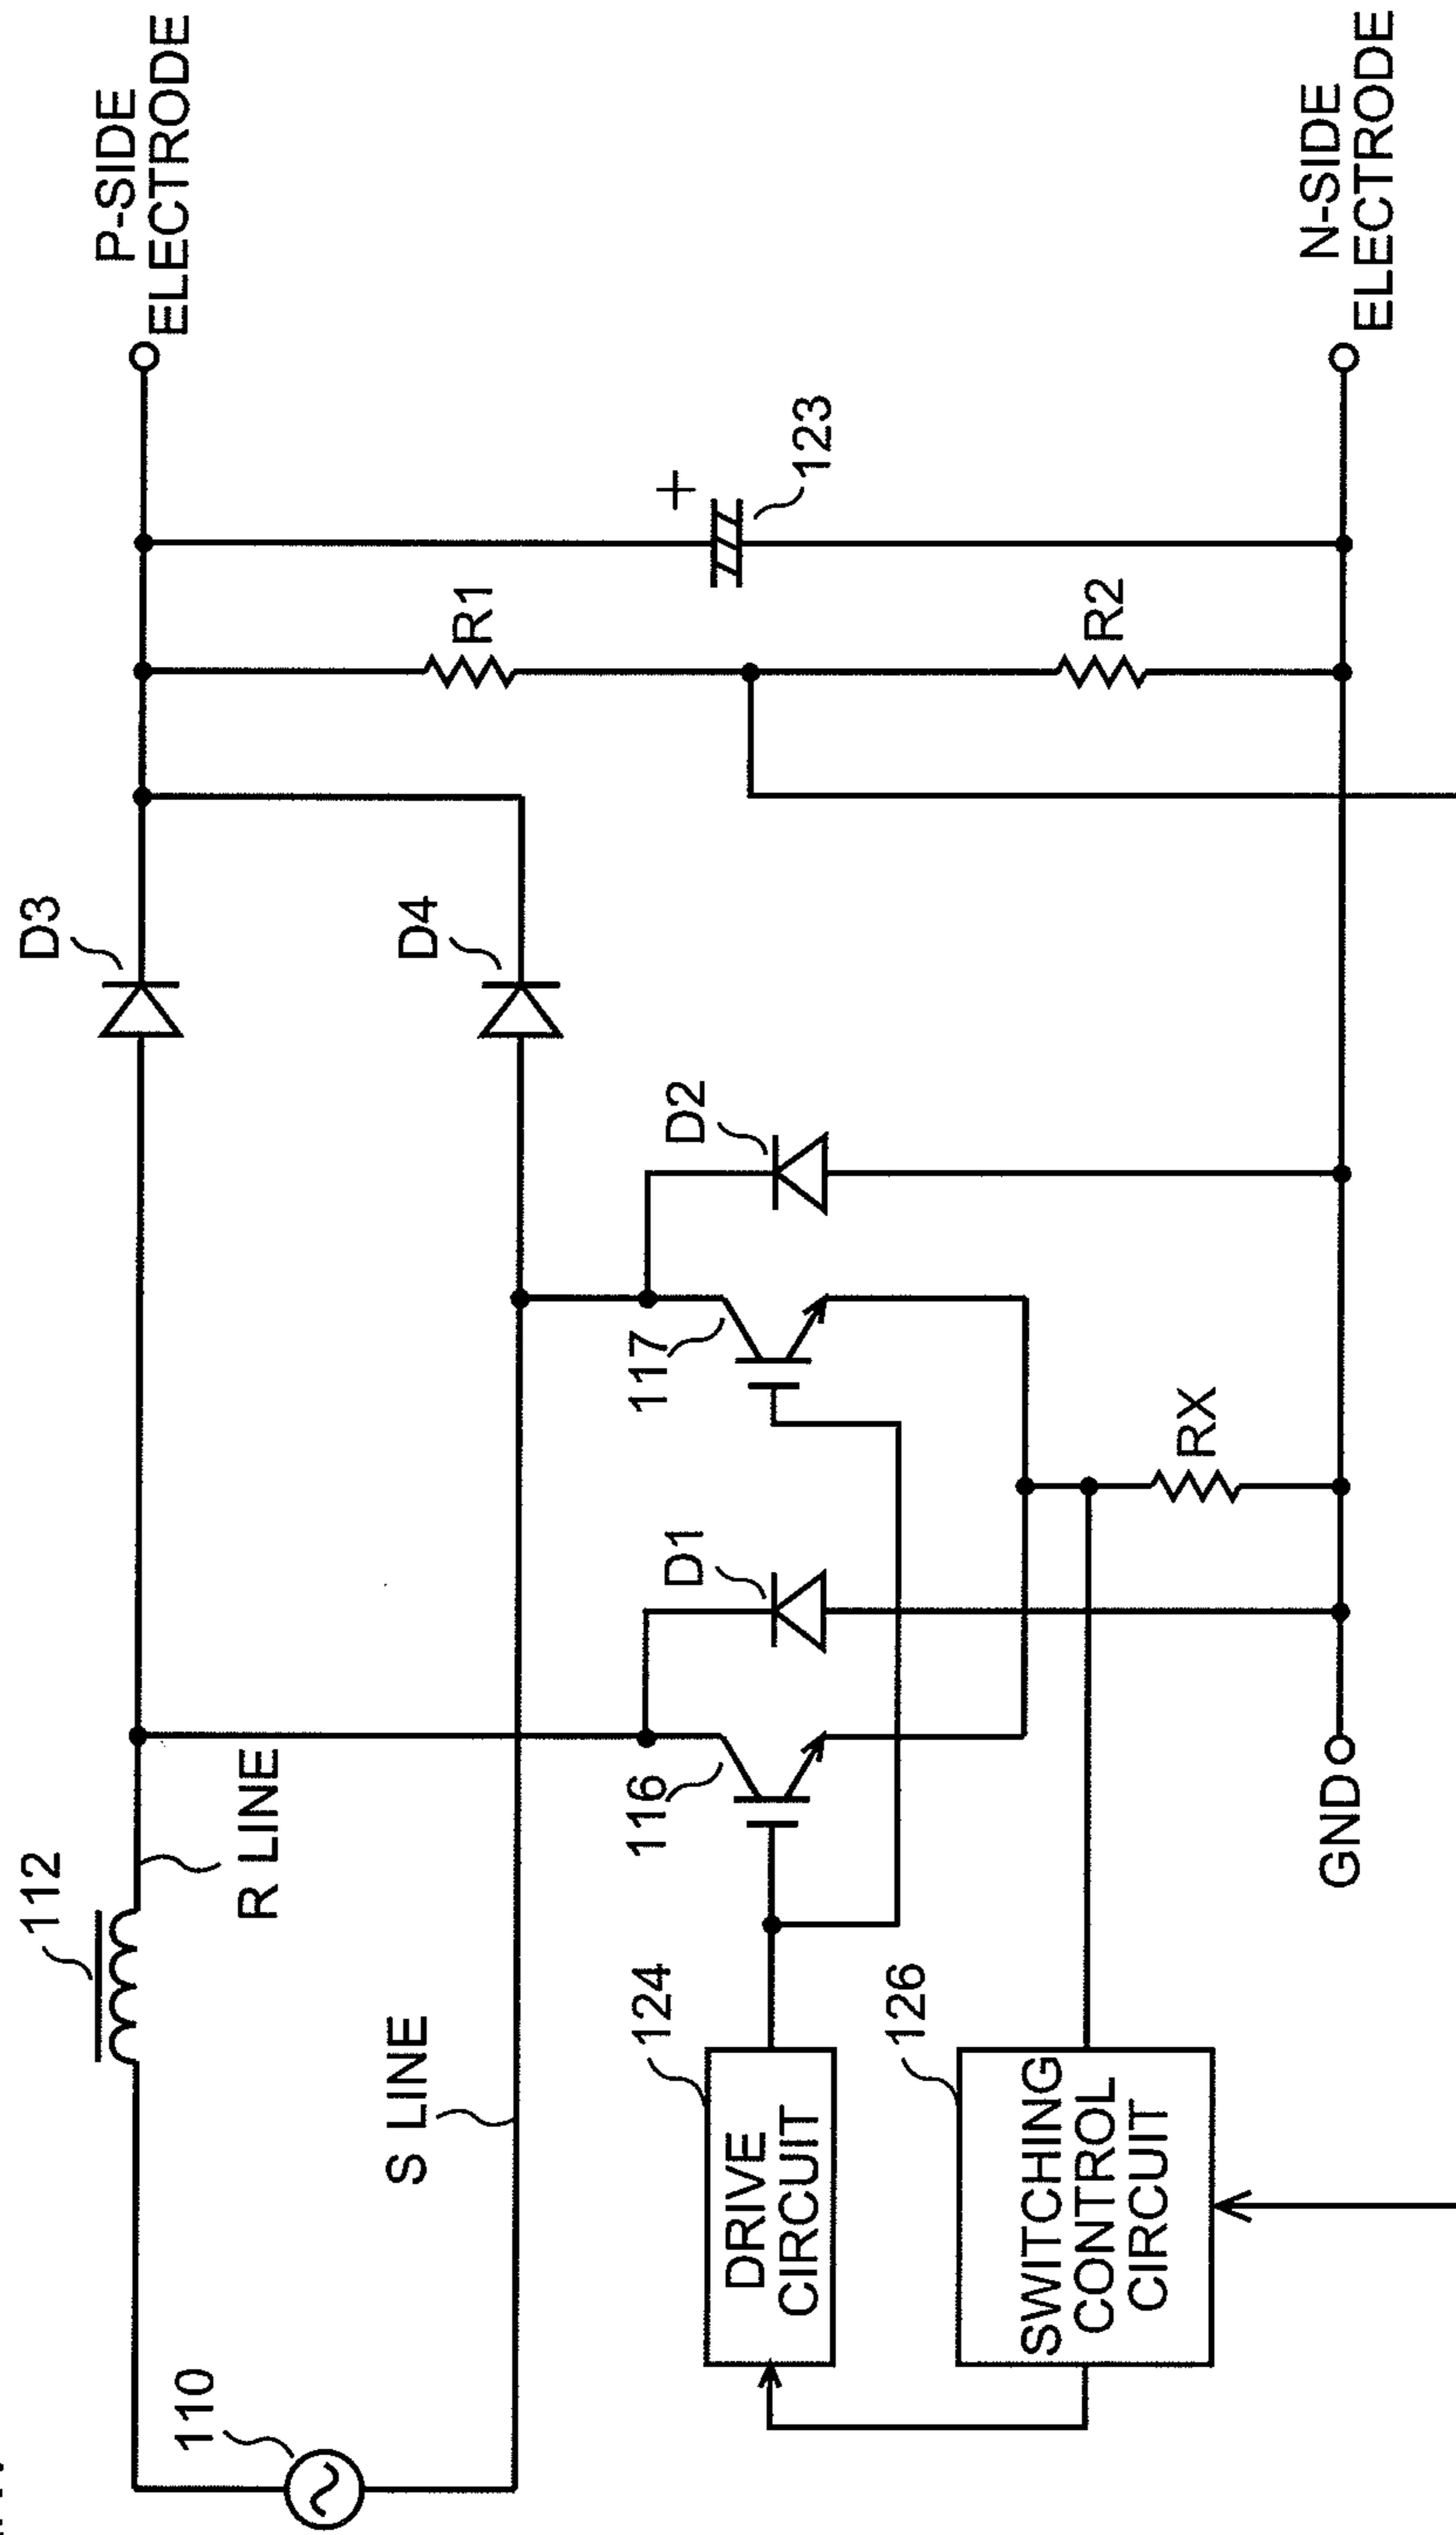 P-SIDE
ELECTRODE
N-SIDE
ELECTRODE
D3
D4
R1
+
123
R2
112
R LINE
D2
117
S LINE
116
D1
RX
110
124
DRIVE
CIRCUIT
126
SWITCHING
CONTROL
CIRCUIT
GND